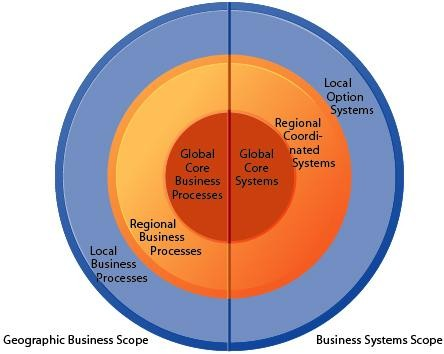 Local
Option
Systems
Regional
Coordi-
nated
Systems
Global
Core
Business
Processes
Global
Core
Systems
Regional
Business
Processes
Local
Business
Processes
Geographic Business Scope
Business Systems Scope